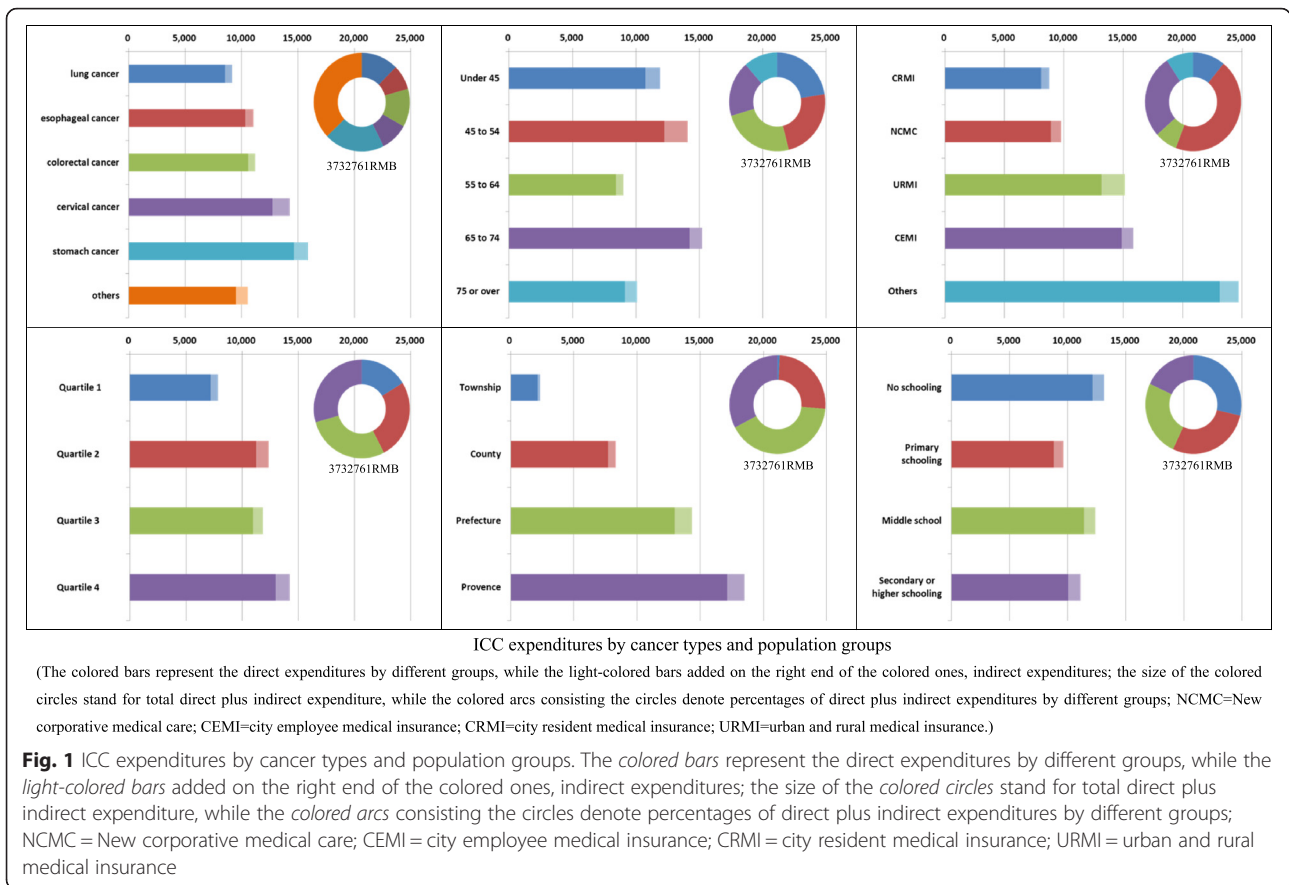 0 5,000 10,000 15,000 20,000 25,000
lung cancer
esophageal cancer
colorectal cancer
cervical cancer
stomach cancer
others
3732761RMB
0 5,000 10,000 15,000 20,000 25,000
Under 45
45 to 54
55 to 64
65 to 74
75 or over
3732761RMB
0 5,000 10,000 15,000 20,000 25,000
CRMI
NCMC
URMI
CEMI
Others
3732761RMB
0 5,000 10,000 15,000 20,000 25,000
Quartile 1
Quartile 2
Quartile 3
Quartile 4
3732761RMB
0 5,000 10,000 15,000 20,000 25,000
Township
County
Prefecture
Provence
3732761RMB
0 5,000 10,000 15,000 20,000 25,000
No schooling
Primary
schooling
Middle school
Secondary or
higher schooling
3732761RMB
ICC expenditures by cancer types and population groups
(The colored bars represent the direct expenditures by different groups, while the light-colored bars added on the right end of the colored ones, indirect expenditures; the size of the colored
circles stand for total direct plus indirect expenditure, while the colored arcs consisting the circles denote percentages of direct plus indirect expenditures by different groups; NCMC=New
corporative medical care; CEMI=city employee medical insurance; CRMI=city resident medical insurance; URMI=urban and rural medical insurance.)
Fig. 1 ICC expenditures by cancer types and population groups. The colored bars represent the direct expenditures by different groups, while the
light-colored bars added on the right end of the colored ones, indirect expenditures; the size of the colored circles stand for total direct plus
indirect expenditure, while the colored arcs consisting the circles denote percentages of direct plus indirect expenditures by different groups;
NCMC = New corporative medical care; CEMI = city employee medical insurance; CRMI = city resident medical insurance; URMI = urban and rural
medical insurance